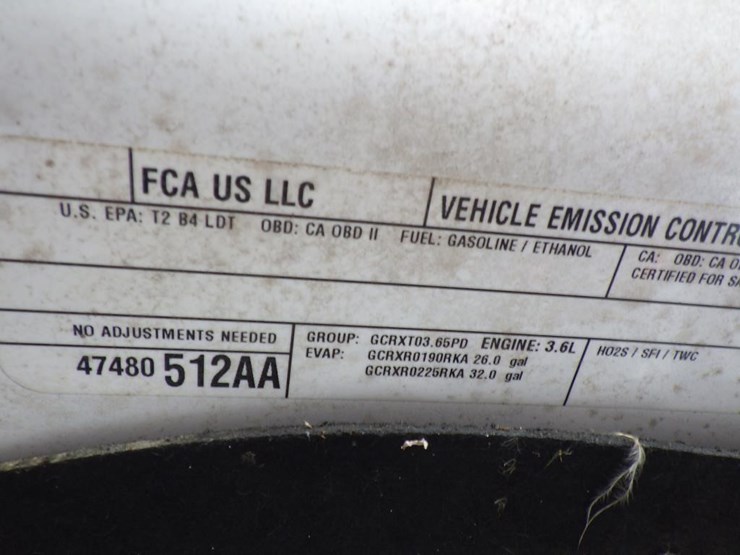 FCA US LLC
VEHICLE EMISSION
U.S. EPA: T2 B4 LDT OBD: CA OBD II FUEL: GASOLINE / ETHANOL
CA: OBD: CA
CERTIFIED FOR
NO ADJUSTMENTS NEEDED
47480 512AA
GROUP: GCRXT03.65PD ENGINE: 3.6L
EVAP: GCRXR0190RKA 26.0 gal
GCRXR0225RKA 32.0 gal
HO2S / SFI / TWC